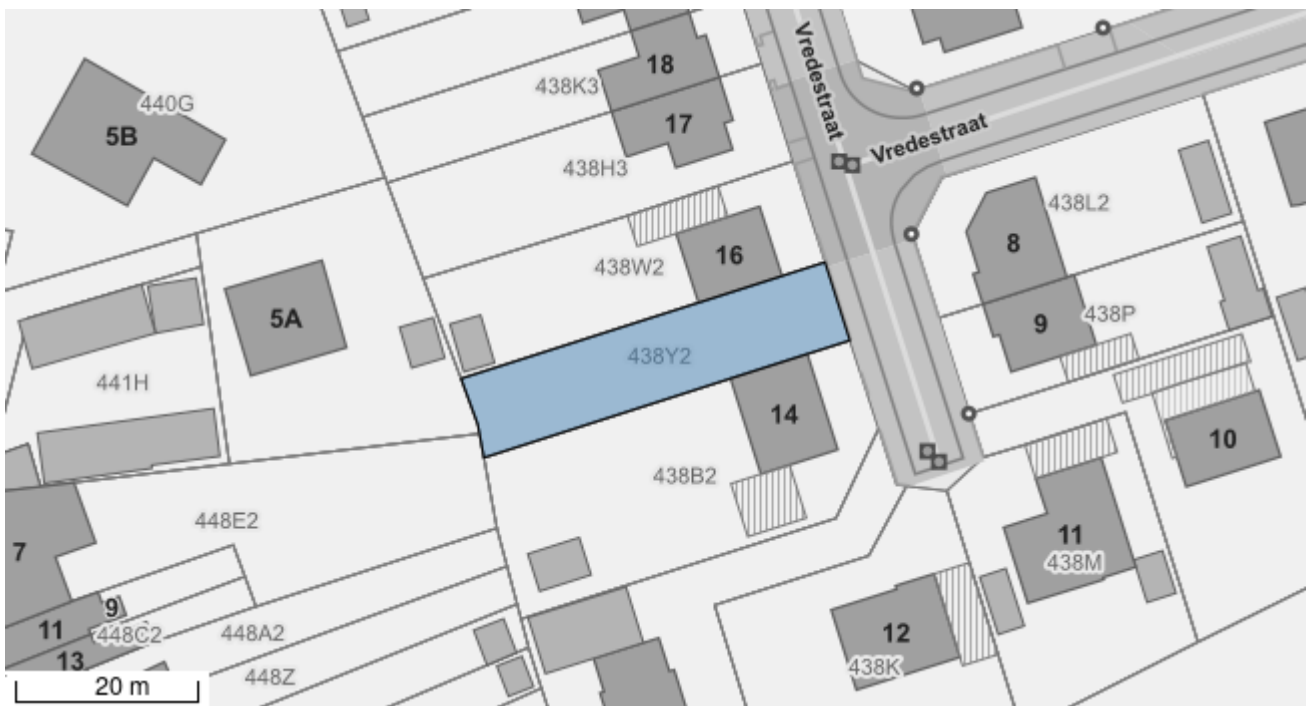 18
438K3
440G
5B
17
Vredestraat
Vredestraat
438H3
438L2
8
16
438W2
9
438P
5A
438Y2
441H
14
10
438B2
448E2
7
11
438M
9
11
448C2
448A2
12
13
438K
448Z
20 m